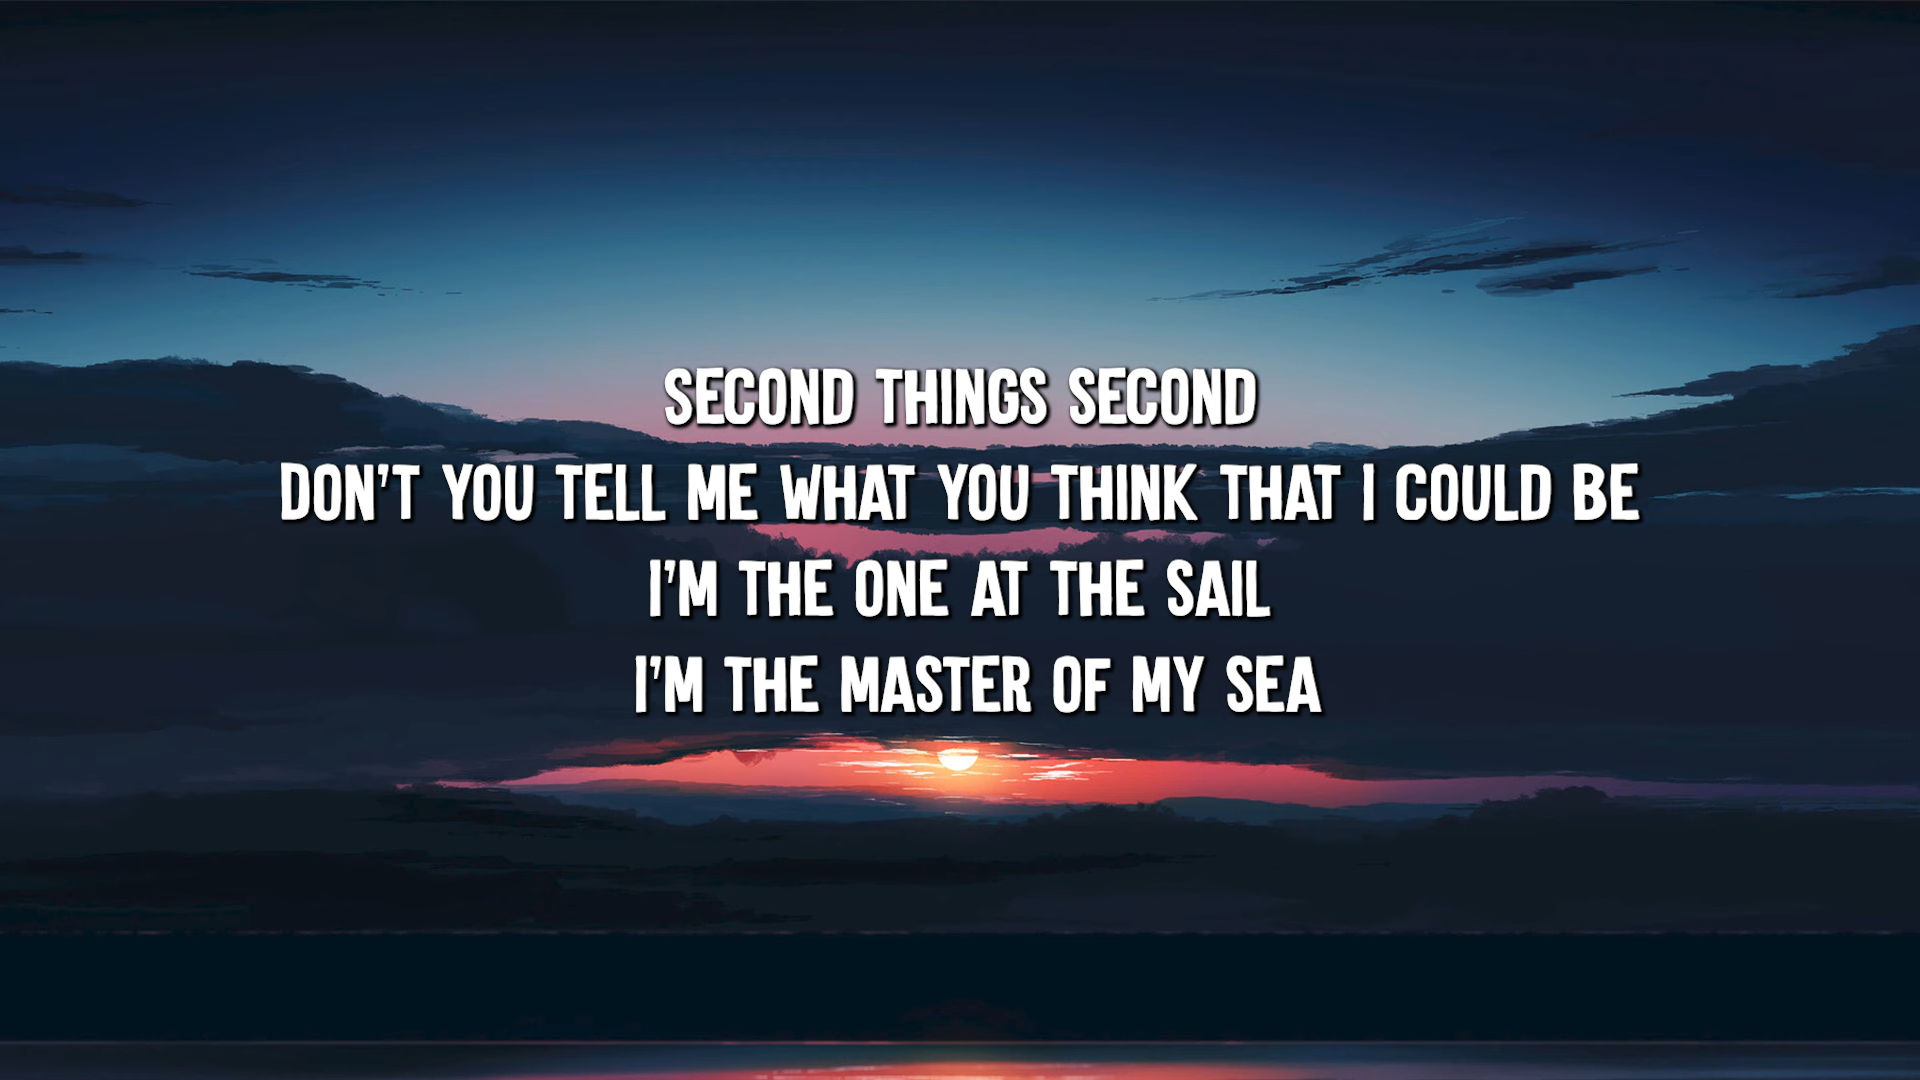 SECOND THINGS SECOND
DON'T YOU TELL ME WHAT YOU THINK THAT I COULD BE
I'M THE ONE AT THE SAIL
I'M THE MASTER OF MY SEA